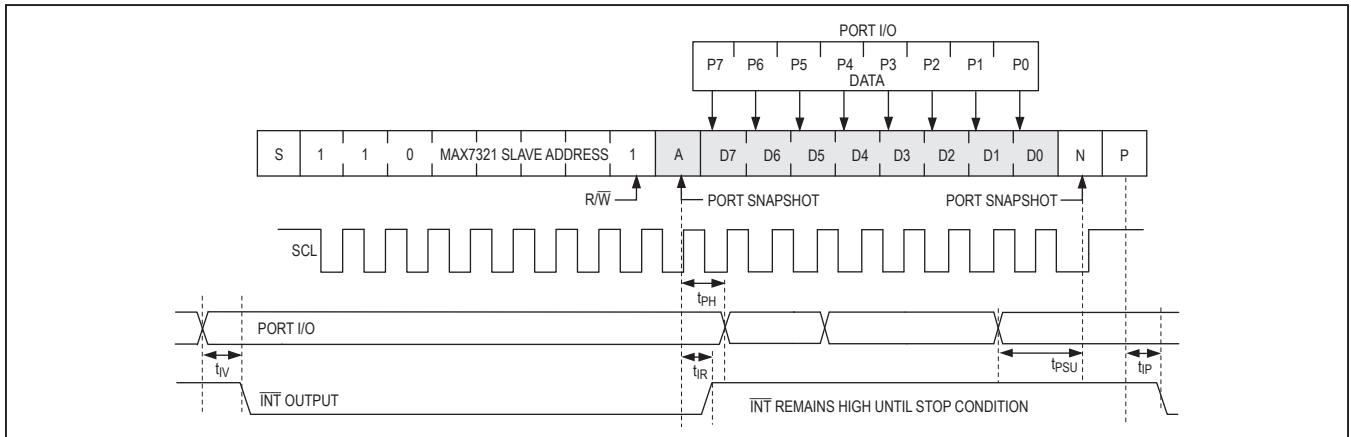 PORT I/O
P7 P6 P5 P4 P3 P2 P1 P0
DATA
S 1 1 0 MAX7321 SLAVE ADDRESS 1 A D7 D6 D5 D4 D3 D2 D1 D0 N P
R/W̅ PORT SNAPSHOT PORT SNAPSHOT
SCL
tPH
PORT I/O
tIV tIR tPSU tIP
I̅N̅T̅ OUTPUT I̅N̅T̅ REMAINS HIGH UNTIL STOP CONDITION